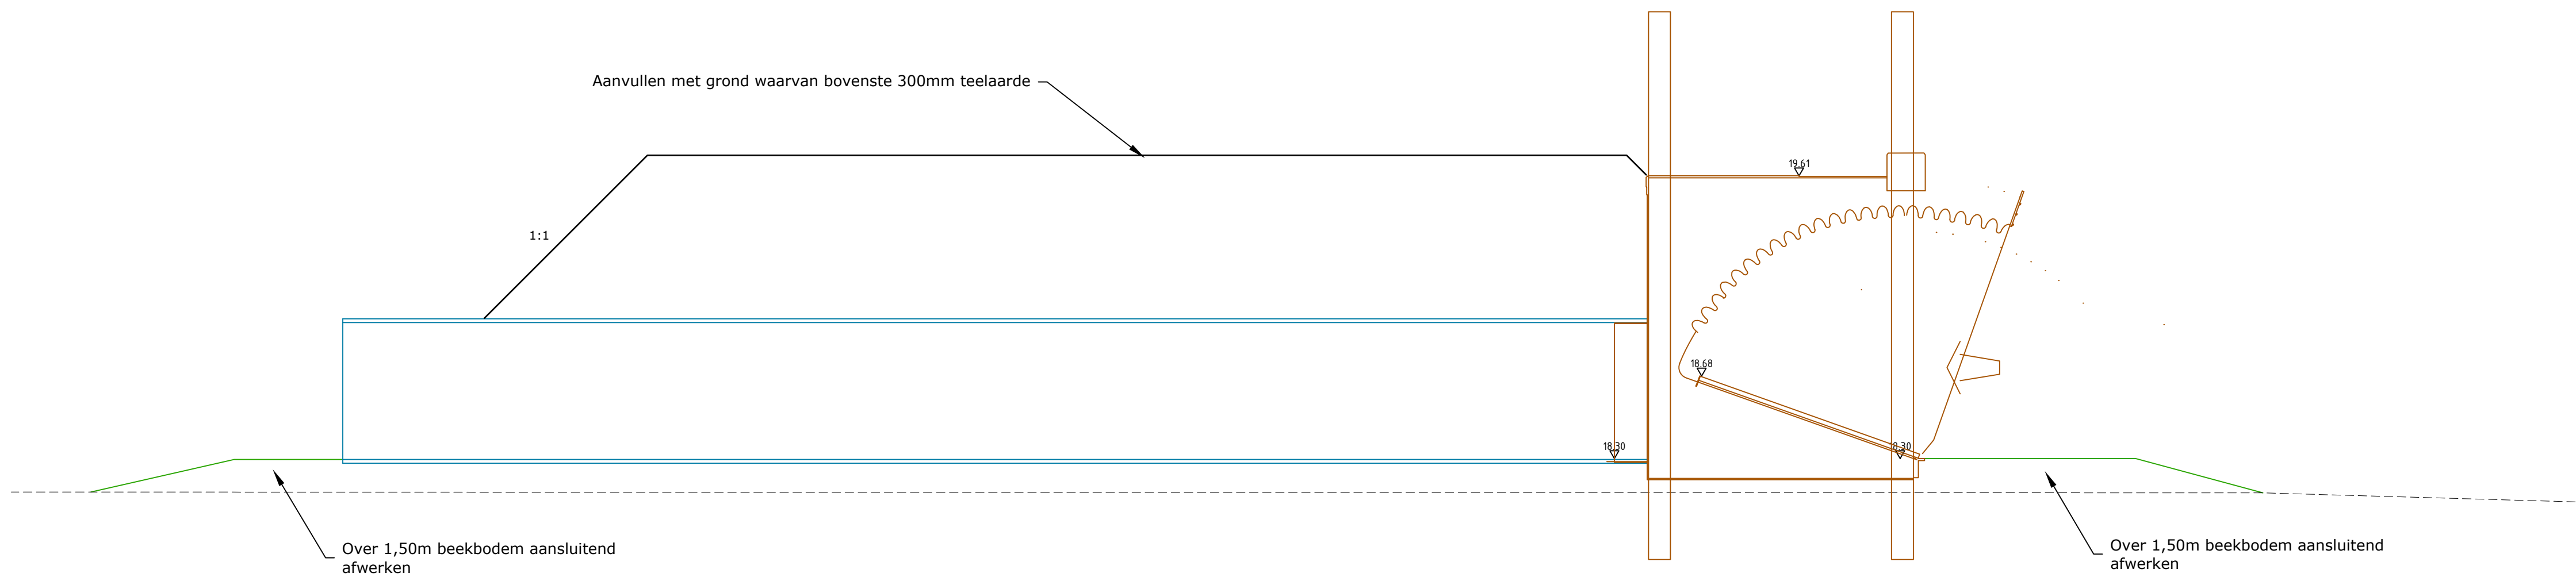 Aanvullen met grond waarvan bovenste 300mm teelaarde
19.61
1:1
18.68
18.30
8.30
Over 1,50m beekbodem aansluitend
afwerken
Over 1,50m beekbodem aansluitend
afwerken